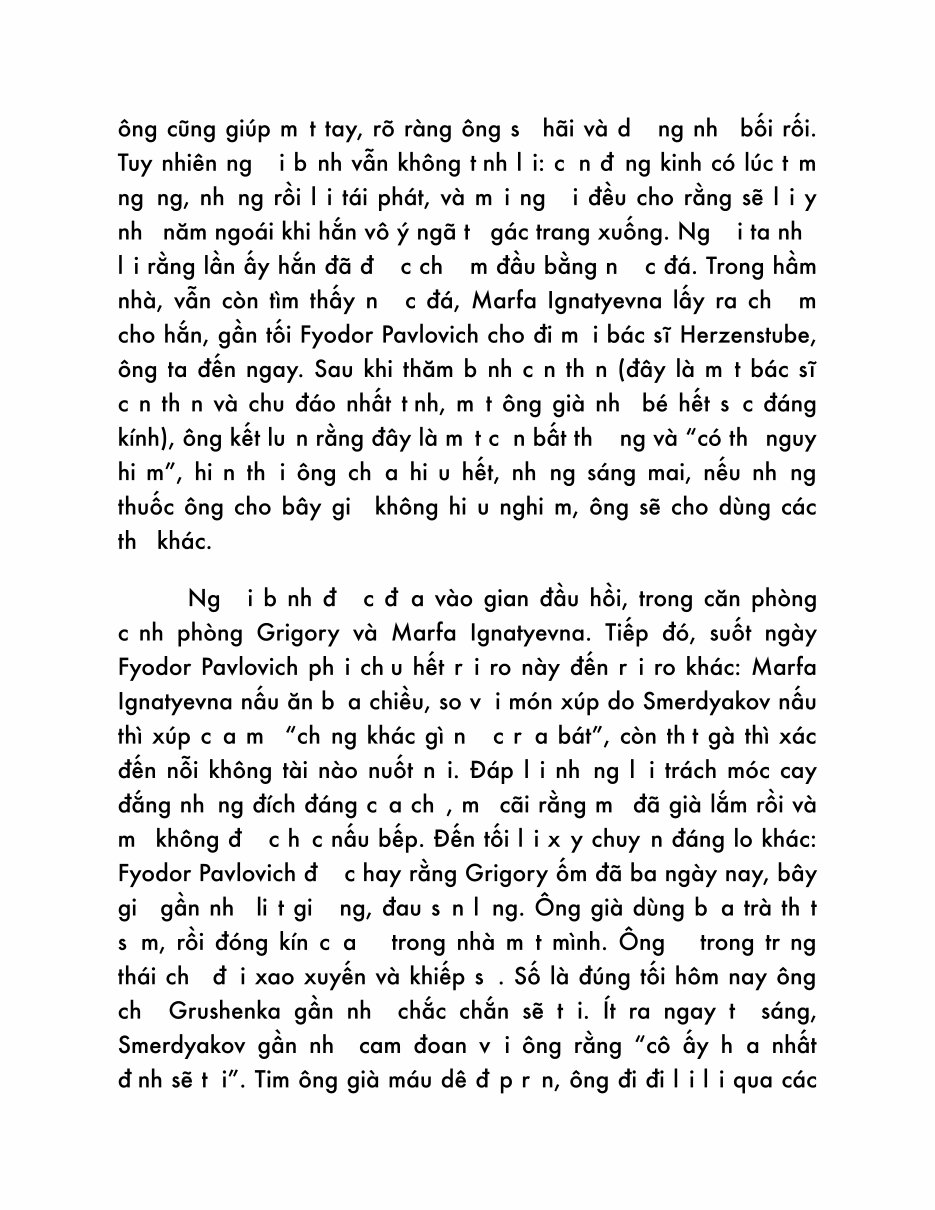 ông cũng giúp m t tay, rõ ràng ông s hãi và d ng nh bối rối.
Tuy nhiên ng i b nh vẫn không t nh l i: c n đ ng kinh có lúc t m
ng ng, nh ng rồi l i tái phát, và m i ng i đều cho rằng sẽ l i y
nh năm ngoái khi hắn vô ý ngã t gác trang xuống. Ng i ta nh
l i rằng lần ấy hắn đã đ c ch m đầu bằng n c đá. Trong hầm
nhà, vẫn còn tìm thấy n c đá, Marfa Ignatyevna lấy ra ch m
cho hắn, gần tối Fyodor Pavlovich cho đi m i bác sĩ Herzenstube,
ông ta đến ngay. Sau khi thăm b nh c n th n (đây là m t bác sĩ
c n th n và chu đáo nhất t nh, m t ông già nh bé hết s c đáng
kính), ông kết lu n rằng đây là m t c n bất th ng và “có th nguy
hi m”, hi n th i ông ch a hi u hết, nh ng sáng mai, nếu nh ng
thuốc ông cho bây gi không hi u nghi m, ông sẽ cho dùng các
th khác.
Ng i b nh đ c đ a vào gian đầu hồi, trong căn phòng
c nh phòng Grigory và Marfa Ignatyevna. Tiếp đó, suốt ngày
Fyodor Pavlovich ph i ch u hết r i ro này đến r i ro khác: Marfa
Ignatyevna nấu ăn b a chiều, so v i món xúp do Smerdyakov nấu
thì xúp c a m “ch ng khác gì n c r a bát”, còn th t gà thì xác
đến nỗi không tài nào nuốt n i. Đáp l i nh ng l i trách móc cay
đắng nh ng đích đáng c a ch , m cãi rằng m đã già lắm rồi và
m không đ c h c nấu bếp. Đến tối l i x y chuy n đáng lo khác:
Fyodor Pavlovich đ c hay rằng Grigory ốm đã ba ngày nay, bây
gi gần nh li t gi ng, đau s n l ng. Ông già dùng b a trà th t
s m, rồi đóng kín c a trong nhà m t mình. Ông trong tr ng
thái ch đ i xao xuyến và khiếp s . Số là đúng tối hôm nay ông
ch Grushenka gần nh chắc chắn sẽ t i. Ít ra ngay t sáng,
Smerdyakov gần nh cam đoan v i ông rằng “cô ấy h a nhất
đ nh sẽ t i”. Tim ông già máu dê đ p r n, ông đi đi l i l i qua các